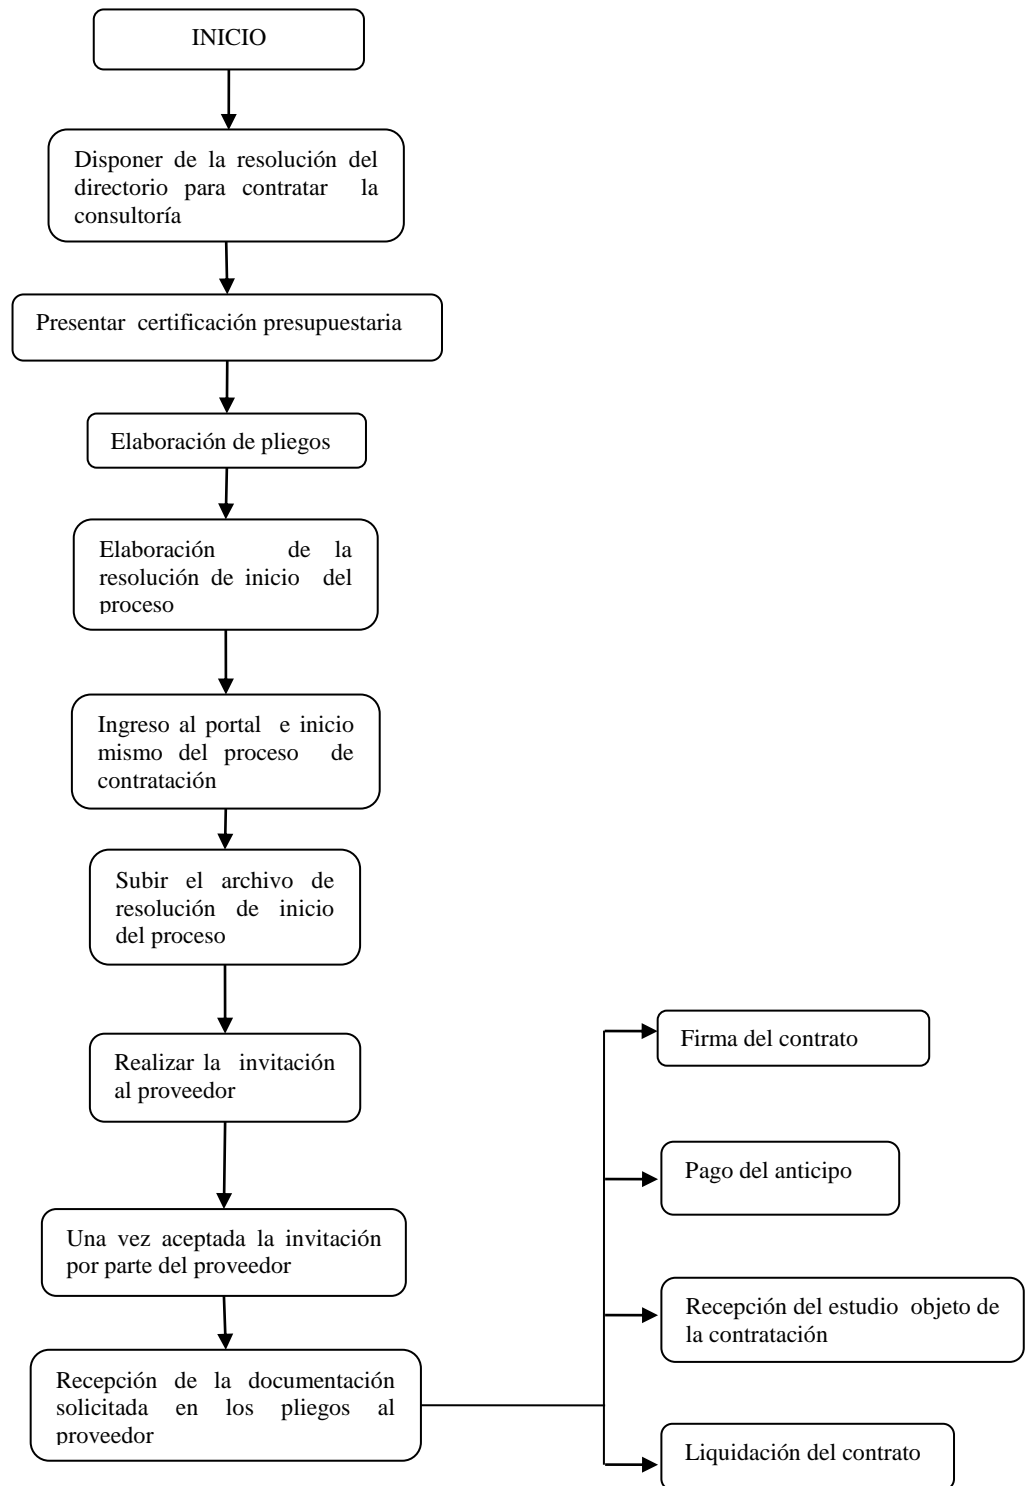 INICIO
Disponer de la resolución del
directorio para contratar la
consultoría
Presentar certificación presupuestaria
Elaboración de pliegos
Elaboración de la
resolución de inicio del
proceso
Ingreso al portal e inicio
mismo del proceso de
contratación
Subir el archivo de
resolución de inicio
del proceso
Realizar la invitación
al proveedor
Una vez aceptada la invitación
por parte del proveedor
Recepción de la documentación
solicitada en los pliegos al
proveedor
Firma del contrato
Pago del anticipo
Recepción del estudio objeto de
la contratación
Liquidación del contrato